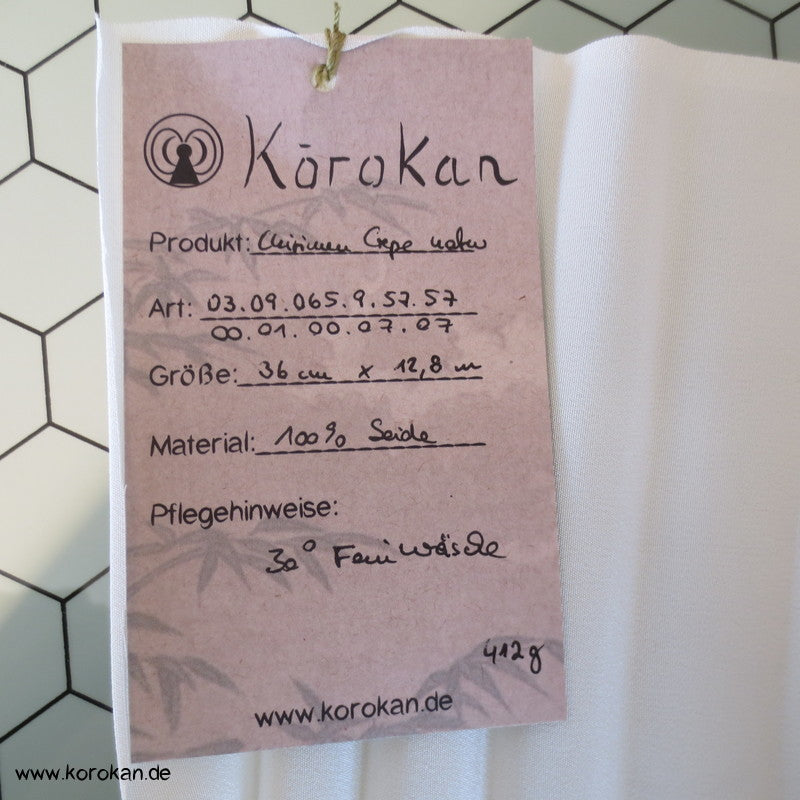 Kōrokan
Produkt: Chirimen Crepe natur
Art: 03.09.065.9.57.57
00.01.00.07.07
Größe: 36 cm x 12,8 m
Material: 100% Seide
Pflegehinweise:
30° Feinwäsche
412g
www.korokan.de
www.korokan.de